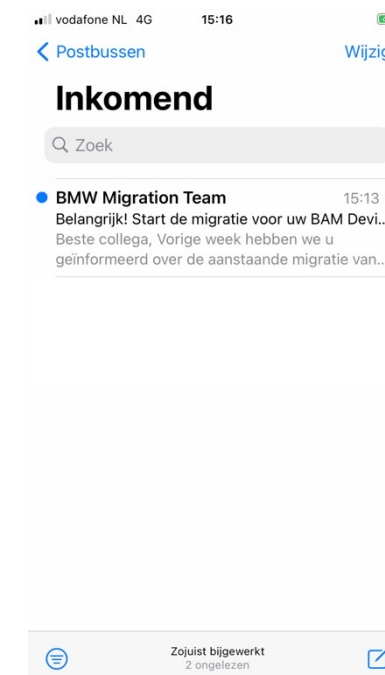 vodafone NL 4G 15:16
Postbussen Wijzig
Inkomend
Zoek
BMW Migration Team 15:13
Belangrijk! Start de migratie voor uw BAM Devi...
Beste collega, Vorige week hebben we u
geïnformeerd over de aanstaande migratie van...
Zojuist bijgewerkt
2 ongelezen